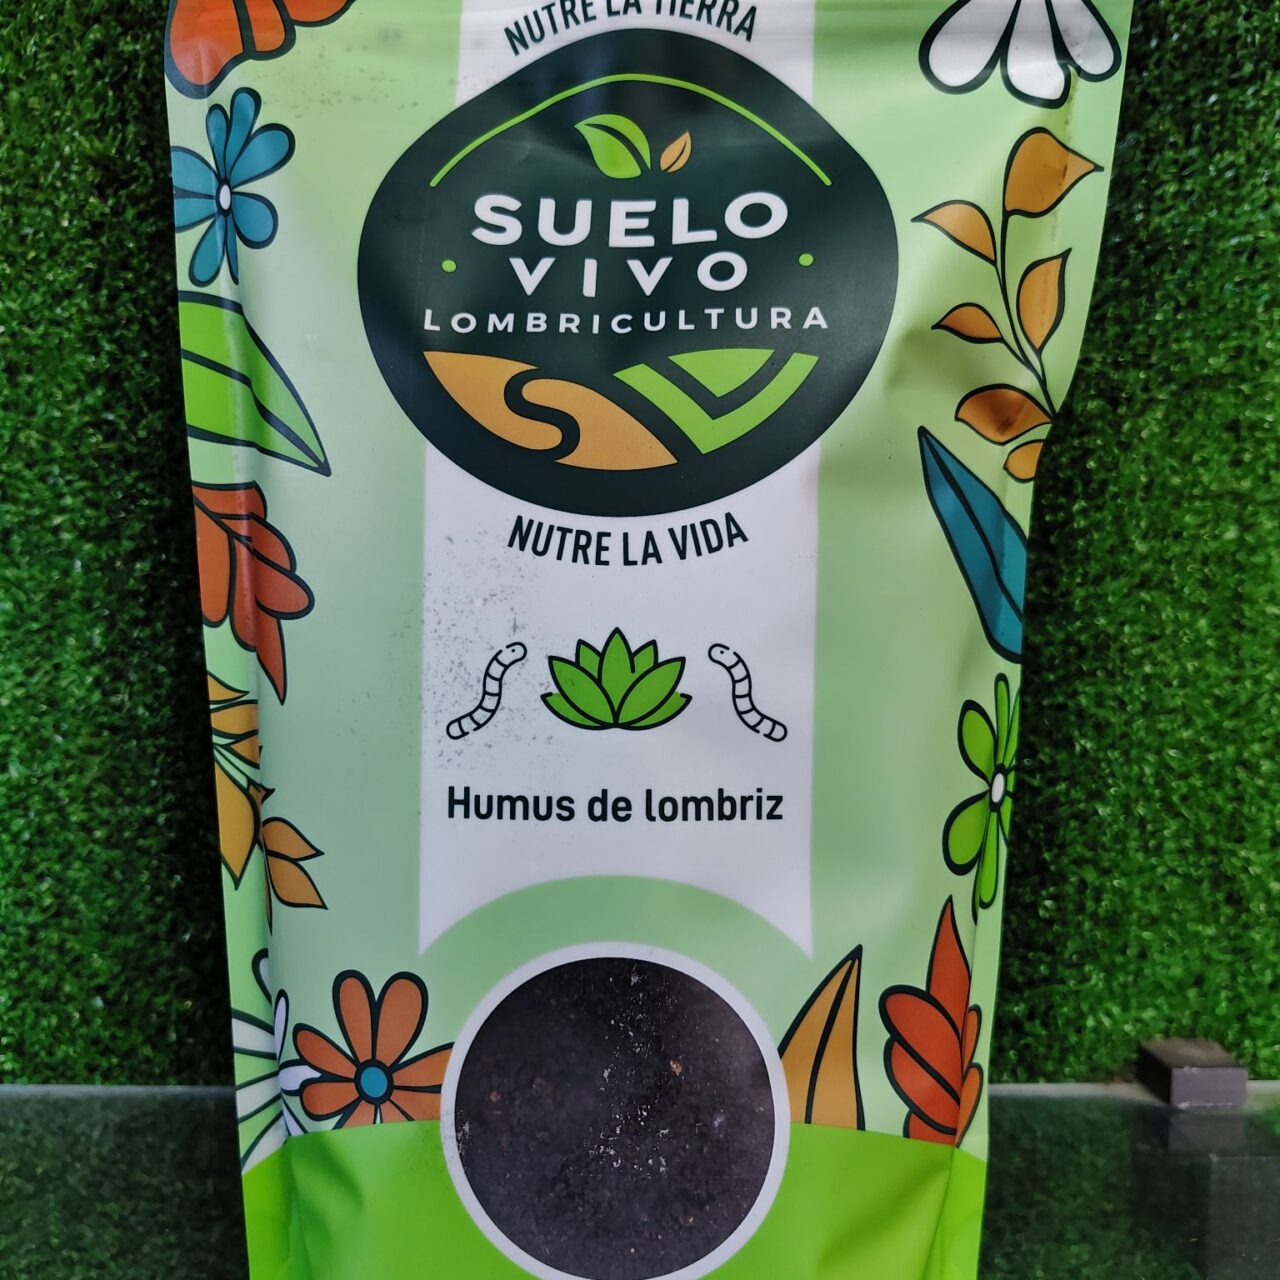 NUTRE LA TIERRA
SUELO
VIVO
LOMBRICULTURA
NUTRE LA VIDA
Humus de lombriz